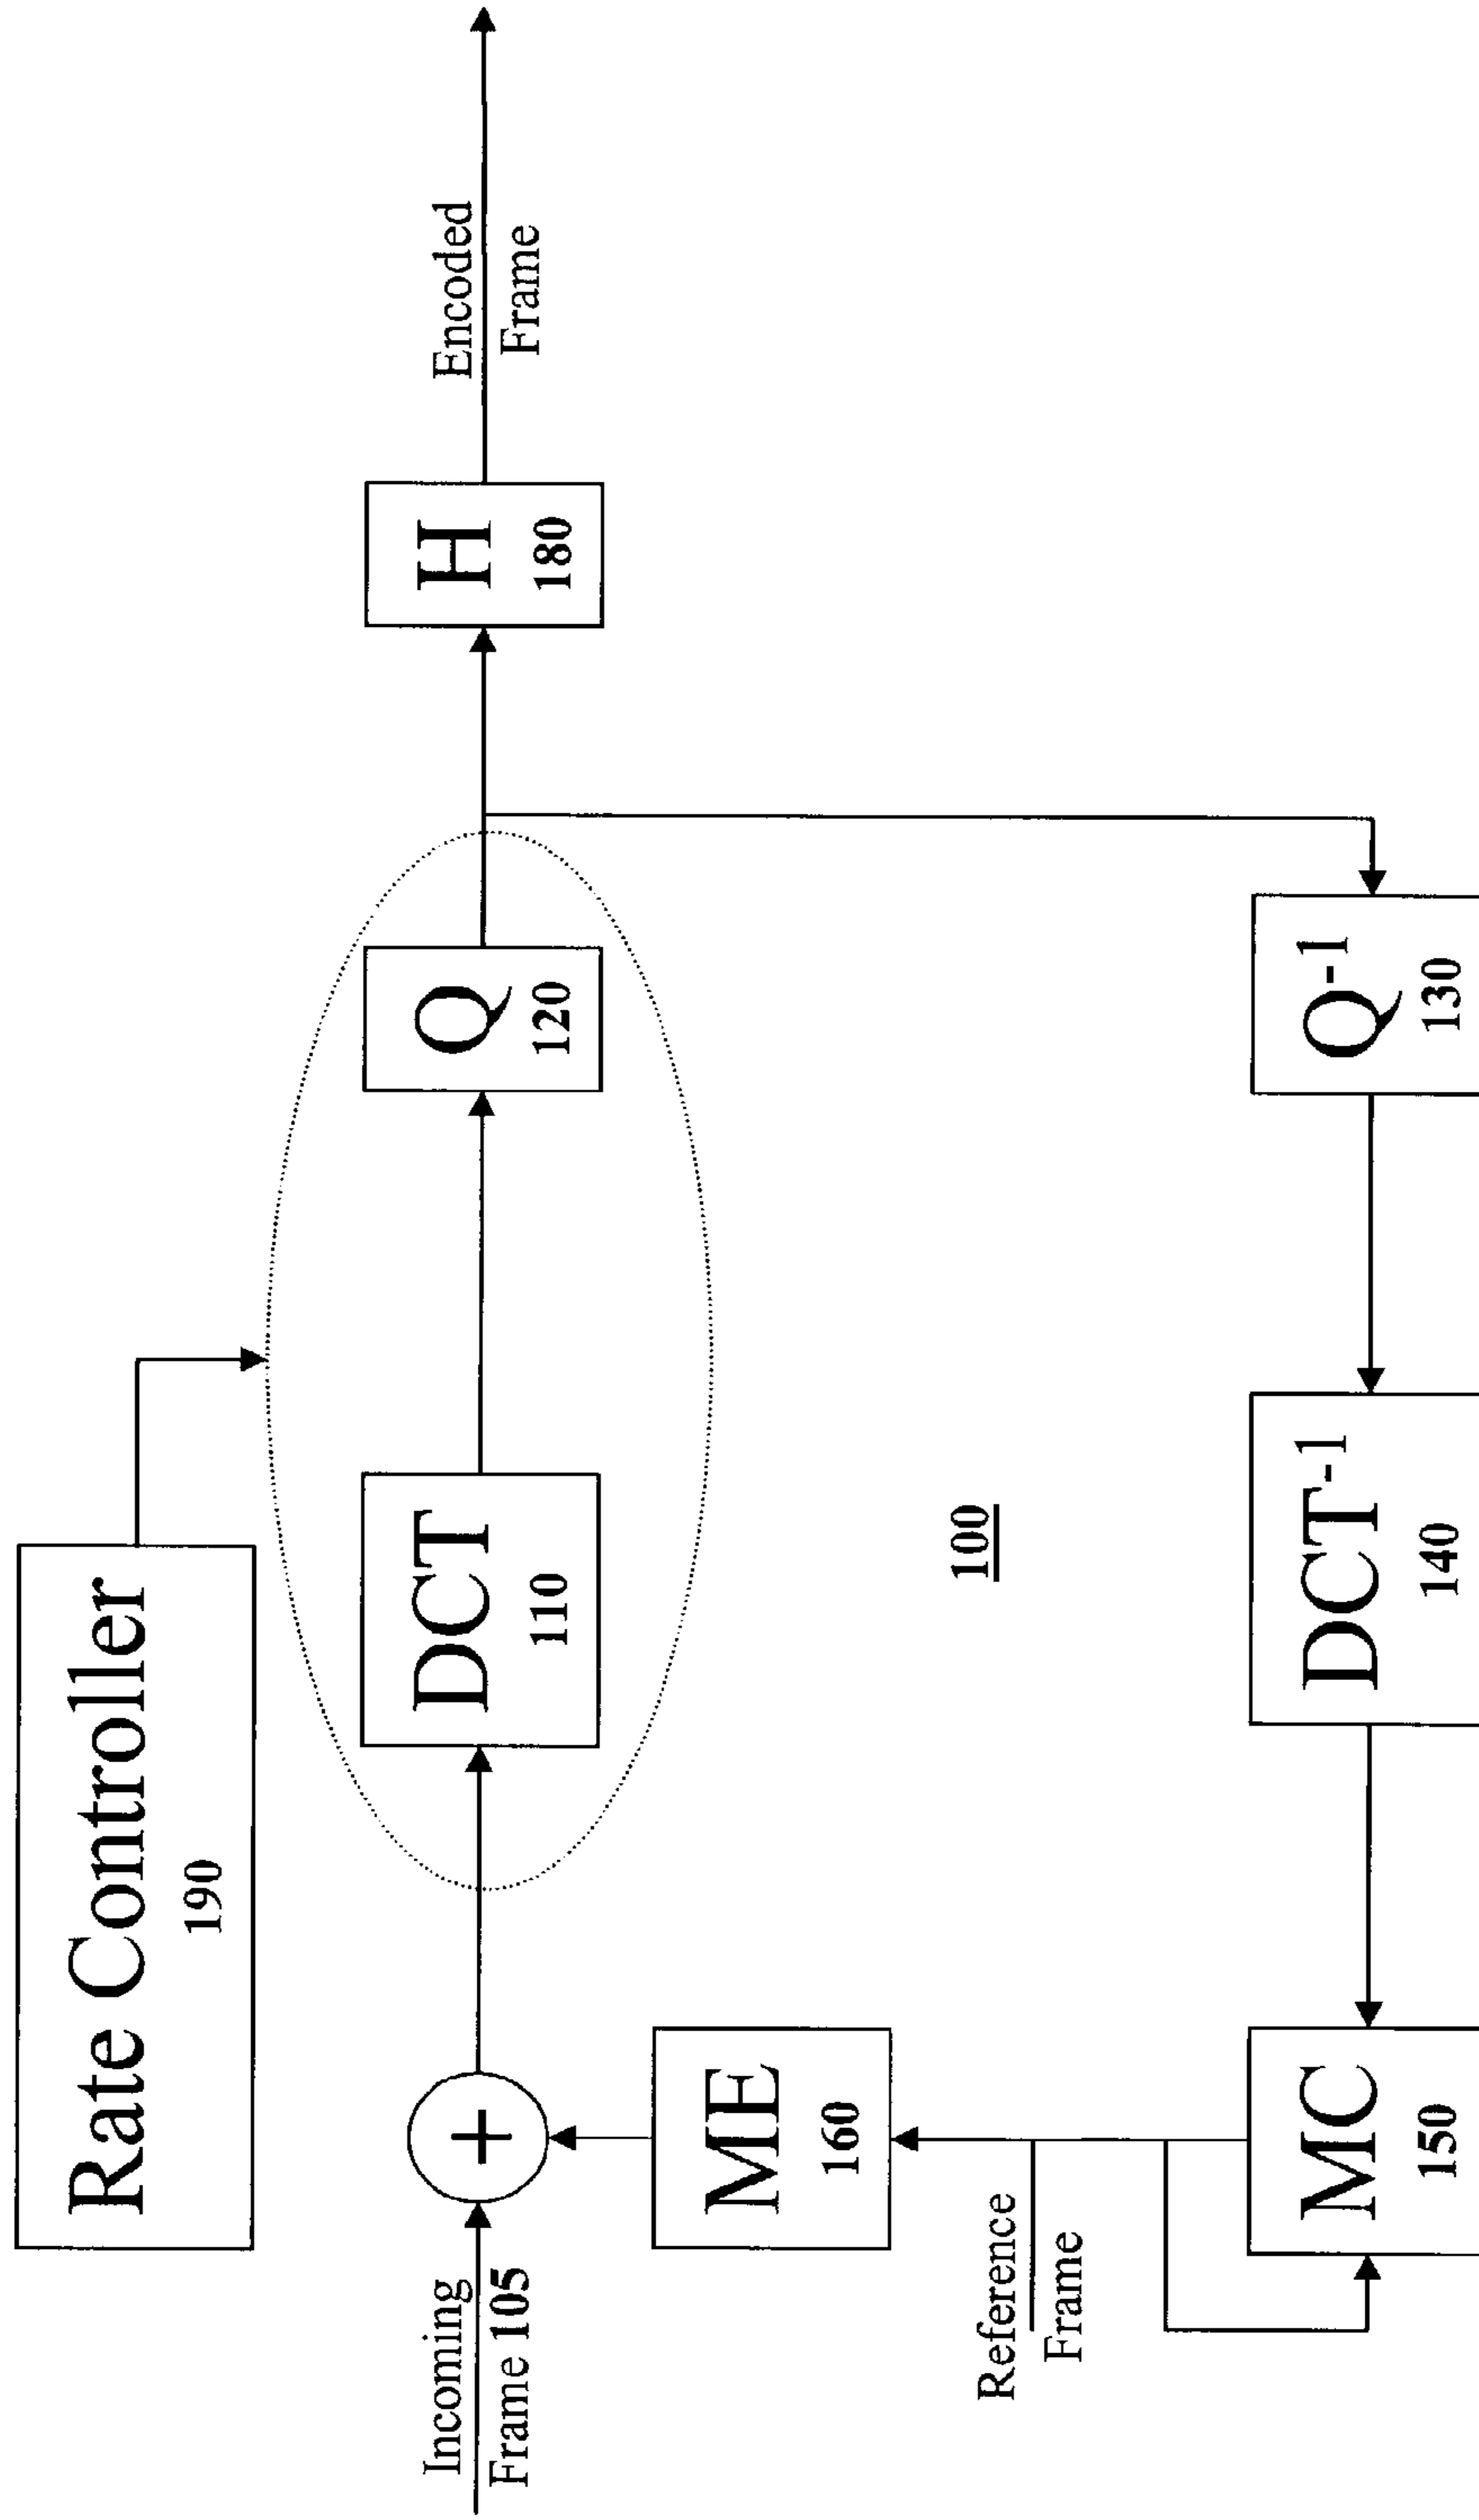 Rate Controller
190
Incoming
Frame 105
+
DCT
110
Q
120
H
180
Encoded
Frame
ME
160
100
Reference
Frame
MC
150
DCT-1
140
Q-1
130